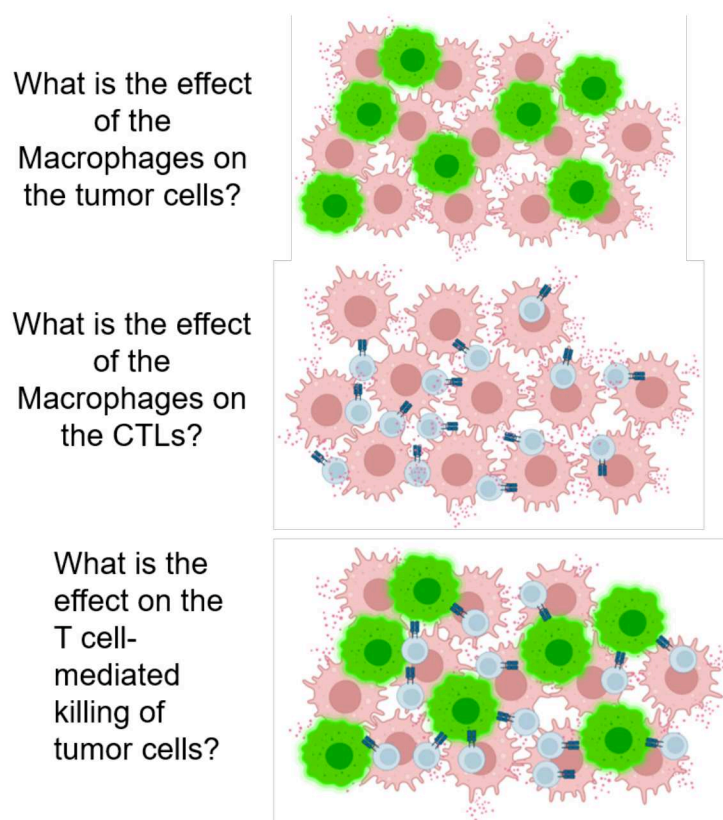 What is the effect
of the
Macrophages on
the tumor cells?
What is the effect
of the
Macrophages on
the CTLs?
What is the
effect on the
T cell-
mediated
killing of
tumor cells?